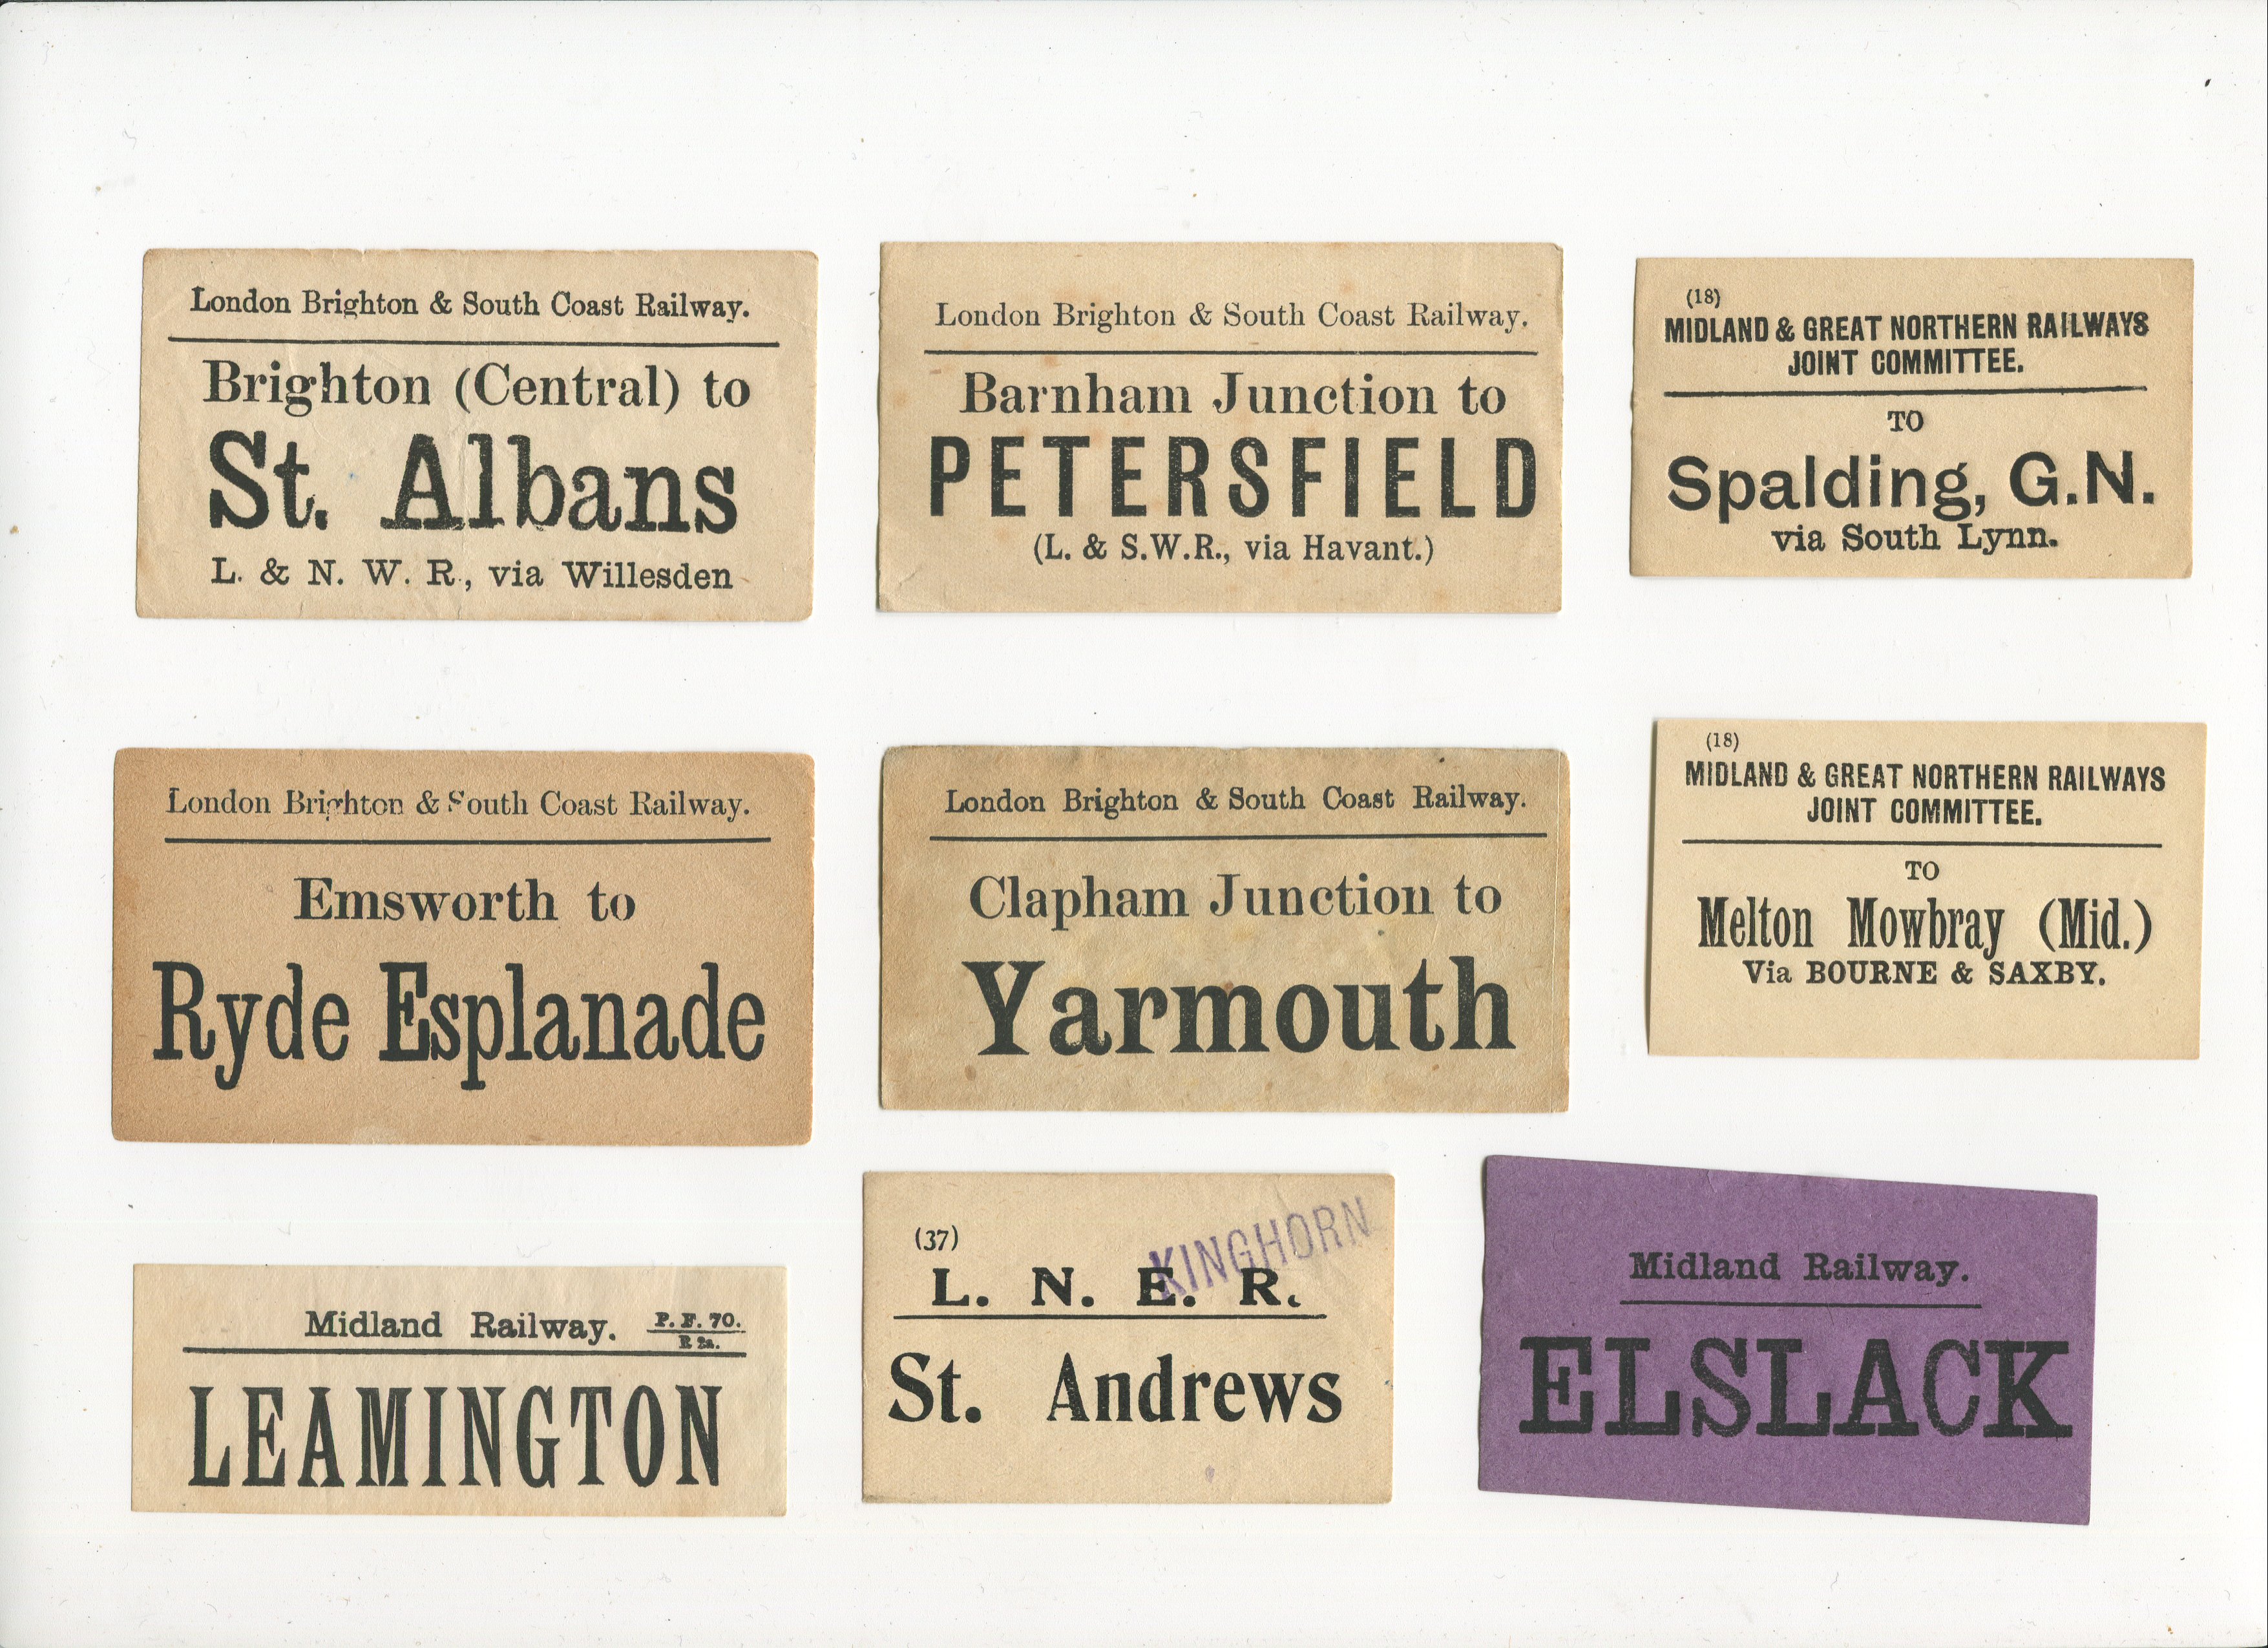 London Brighton & South Coast Railway.
Brighton (Central) to
St. Albans
L. & N. W. R., via Willesden
London Brighton & South Coast Railway.
Barnham Junction to
PETERSFIELD
(L. & S.W.R., via Havant.)
(18)
MIDLAND & GREAT NORTHERN RAILWAYS
JOINT COMMITTEE.
TO
Spalding, G.N.
via South Lynn.
London Brighton & South Coast Railway.
Emsworth to
Ryde Esplanade
London Brighton & South Coast Railway.
Clapham Junction to
Yarmouth
(18)
MIDLAND & GREAT NORTHERN RAILWAYS
JOINT COMMITTEE.
TO
Melton Mowbray (Mid.)
Via BOURNE & SAXBY.
Midland Railway. P. F. 70.
R 2a.
LEAMINGTON
KINGHORN
(37)
L. N. E. R.
St. Andrews
Midland Railway.
ELSLACK